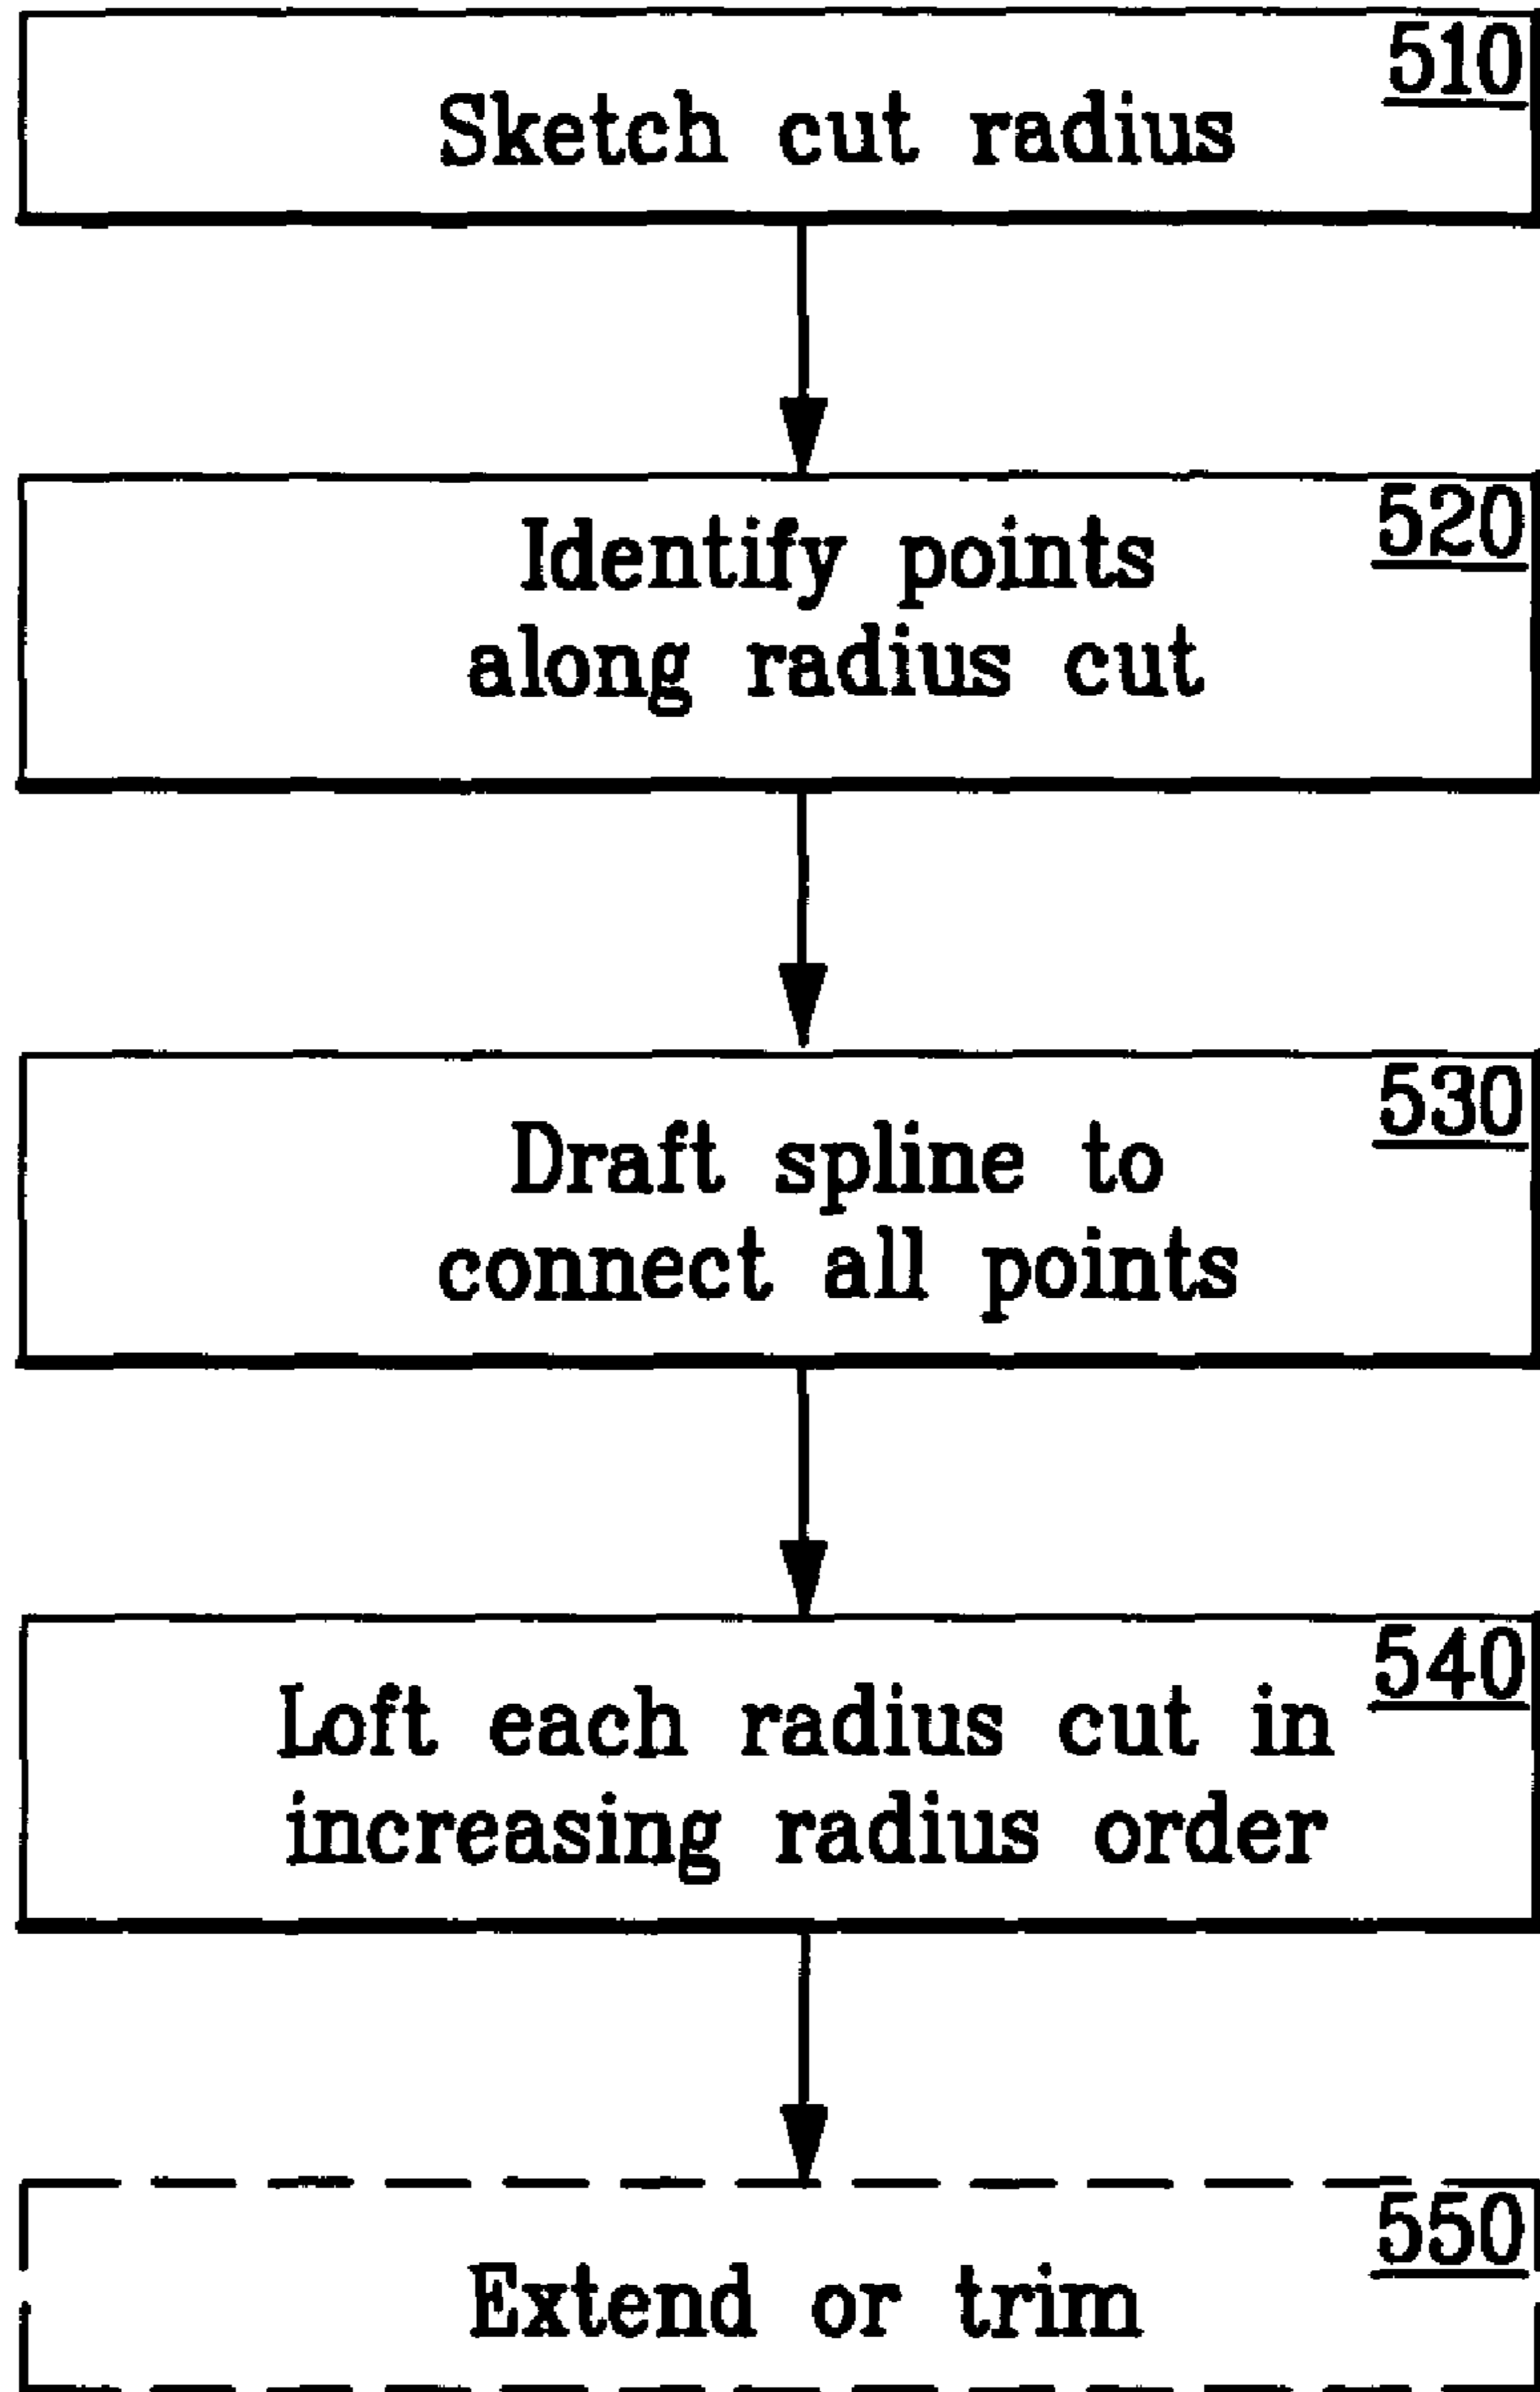 510
Sketch cut radius
520
Identify points
along radius cut
530
Draft spline to
connect all points
540
Loft each radius cut in
increasing radius order
550
Extend or trim